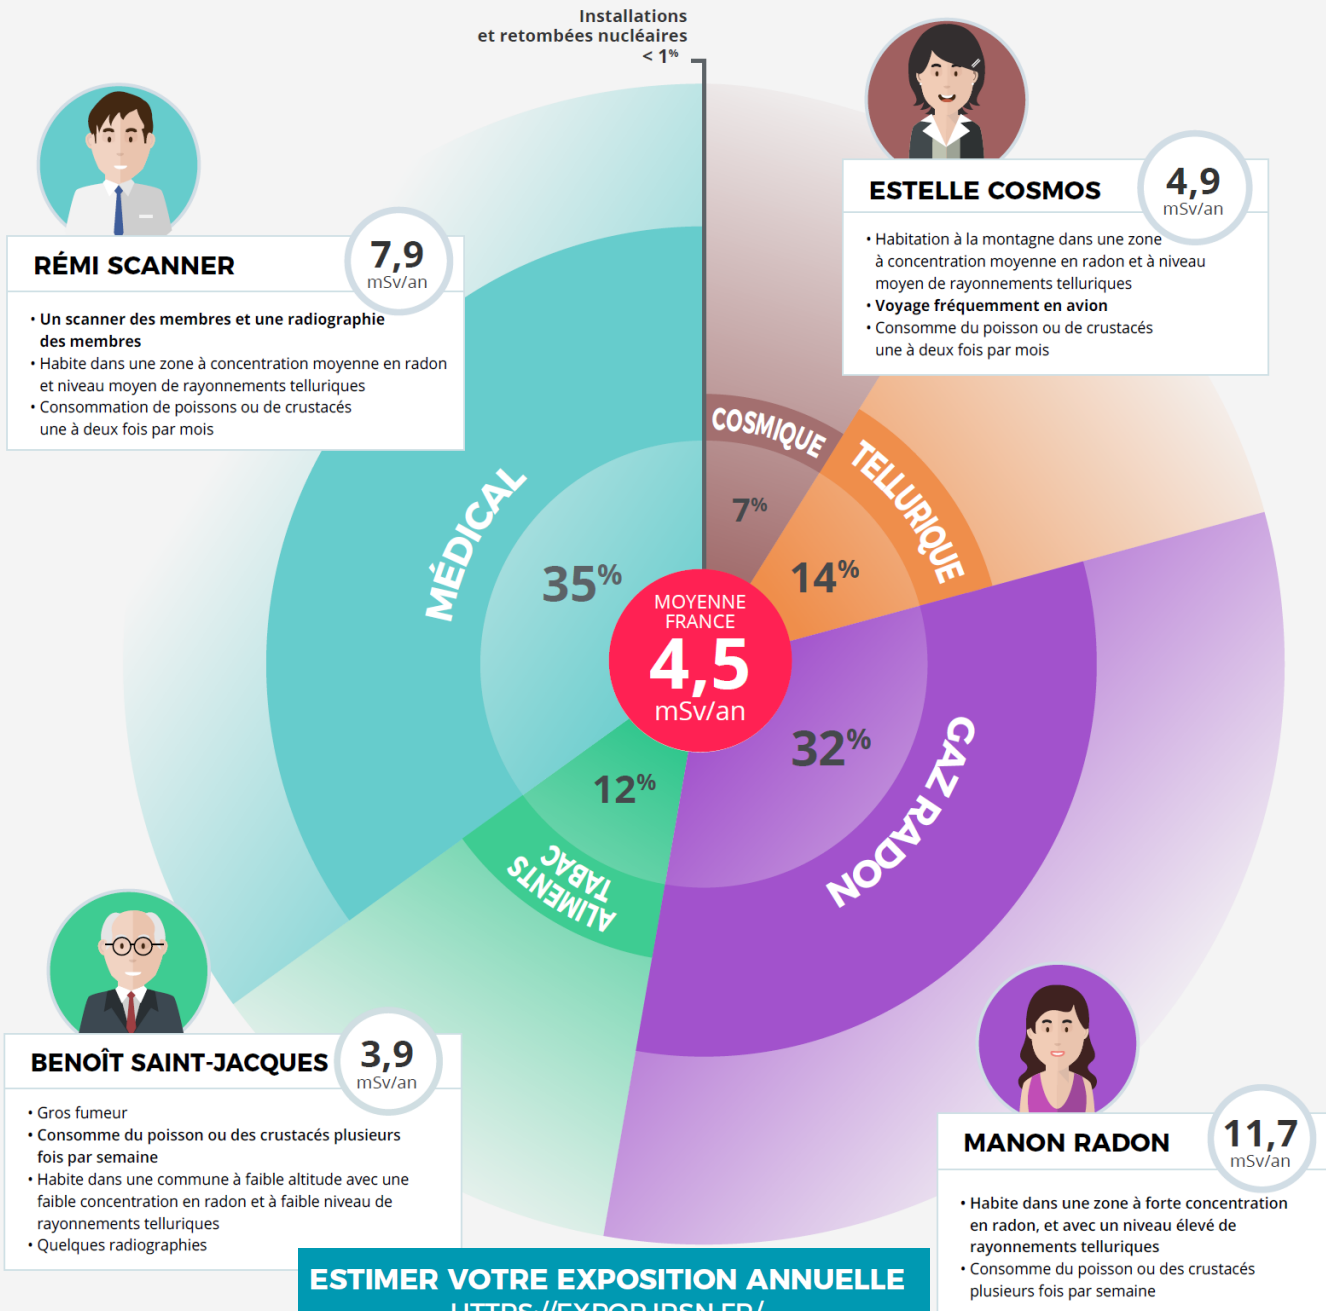 Installations
et retombées nucléaires
< 1%
RÉMI SCANNER
7,9
mSv/an
• Un scanner des membres et une radiographie
des membres
• Habite dans une zone à concentration moyenne en radon
et niveau moyen de rayonnements telluriques
• Consommation de poissons ou de crustacés
une à deux fois par mois
ESTELLE COSMOS
4,9
mSv/an
• Habitation à la montagne dans une zone
à concentration moyenne en radon et à niveau
moyen de rayonnements telluriques
• Voyage fréquemment en avion
• Consomme du poisson ou de crustacés
une à deux fois par mois
COSMIQUE
7%
TELLURIQUE
14%
MÉDICAL
35%
MOYENNE
FRANCE
4,5
mSv/an
GAZ RADON
32%
12%
ALIMENTS
TABAC
BENOÎT SAINT-JACQUES
3,9
mSv/an
• Gros fumeur
• Consomme du poisson ou des crustacés plusieurs
fois par semaine
• Habite dans une commune à faible altitude avec une
faible concentration en radon et à faible niveau de
rayonnements telluriques
• Quelques radiographies
MANON RADON
11,7
mSv/an
• Habite dans une zone à forte concentration
en radon, et avec un niveau élevé de
rayonnements telluriques
• Consomme du poisson ou des crustacés
plusieurs fois par semaine
ESTIMER VOTRE EXPOSITION ANNUELLE
HTTPS://EXPOP.IRSN.FR/